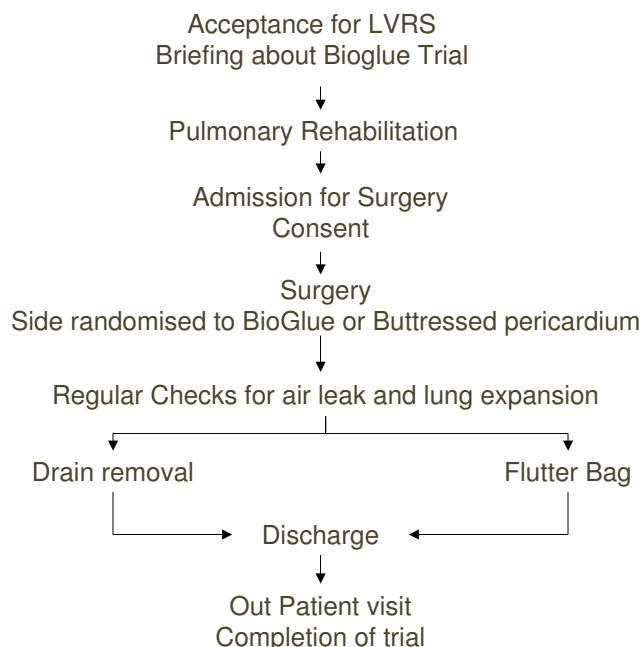 Acceptance for LVRS
Briefing about Bioglue Trial
Pulmonary Rehabilitation
Admission for Surgery
Consent
Surgery
Side randomised to BioGlue or Buttressed pericardium
Regular Checks for air leak and lung expansion
Drain removal
Flutter Bag
Discharge
Out Patient visit
Completion of trial